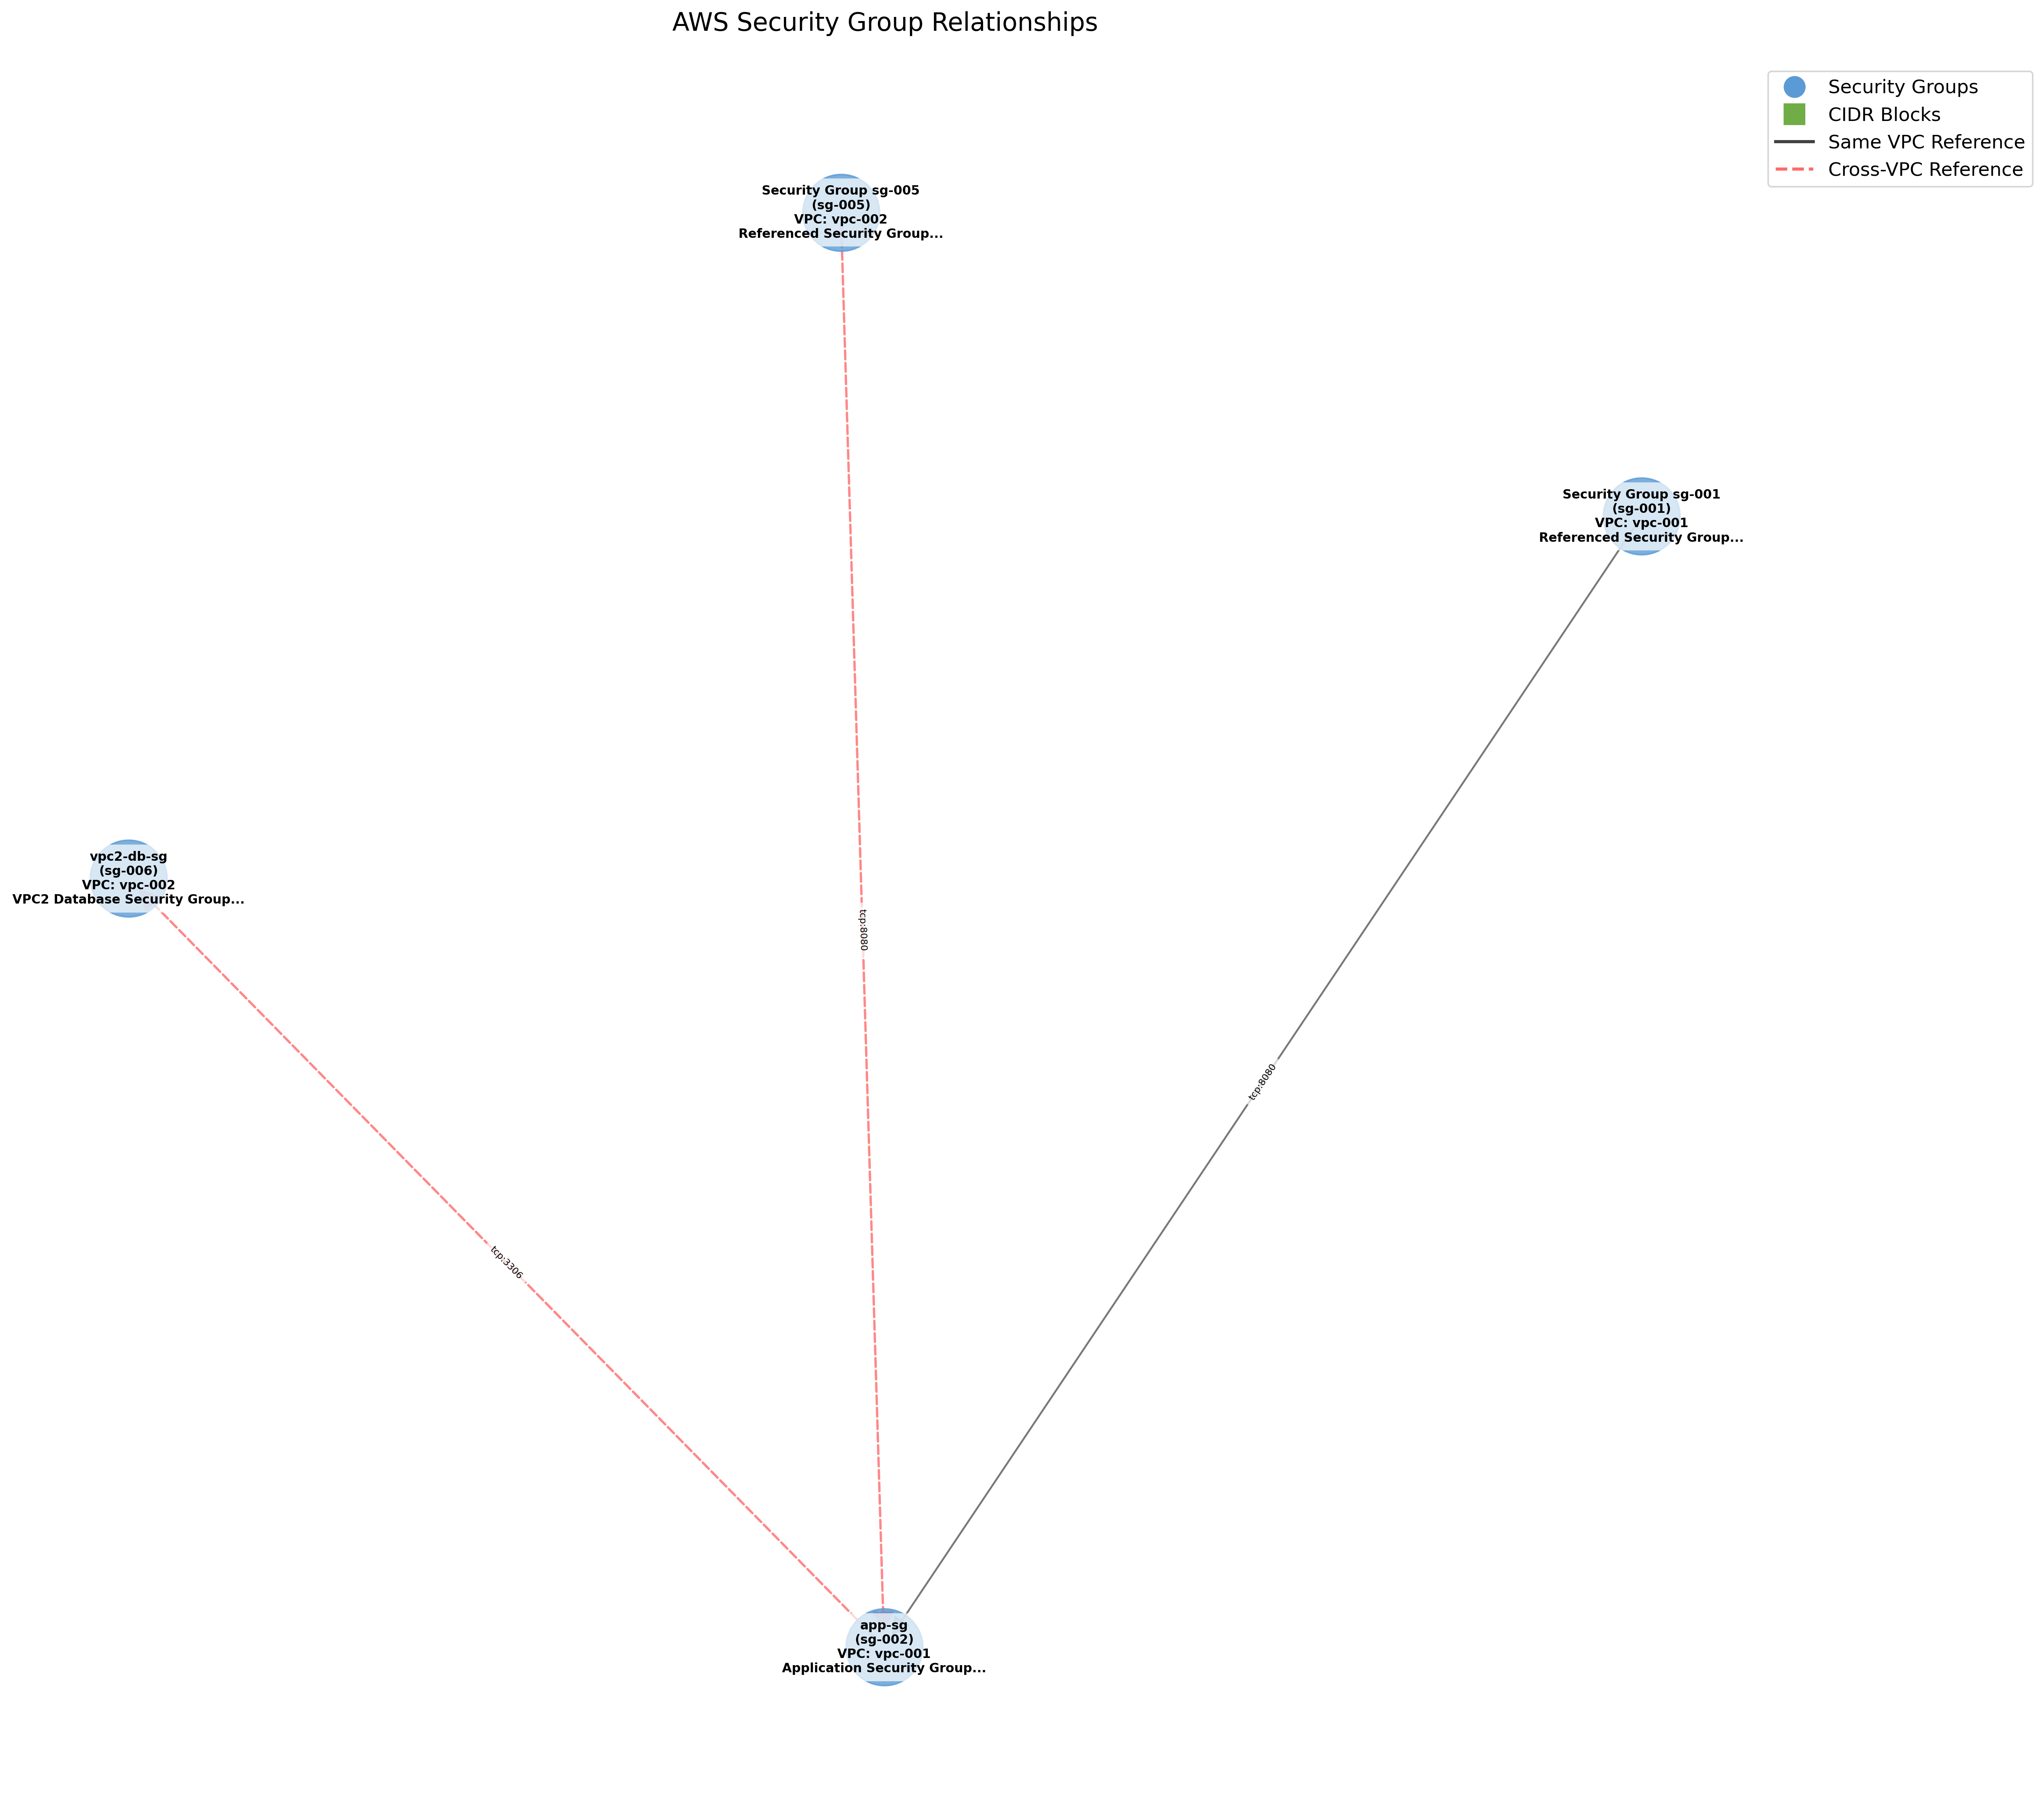 AWS Security Group Relationships
Security Groups
CIDR Blocks
Same VPC Reference
Cross-VPC Reference
Security Group sg-005
(sg-005)
VPC: vpc-002
Referenced Security Group...
Security Group sg-001
(sg-001)
VPC: vpc-001
Referenced Security Group...
vpc2-db-sg
(sg-006)
VPC: vpc-002
VPC2 Database Security Group...
tcp:8080
tcp:8080
tcp:3306
app-sg
(sg-002)
VPC: vpc-001
Application Security Group...